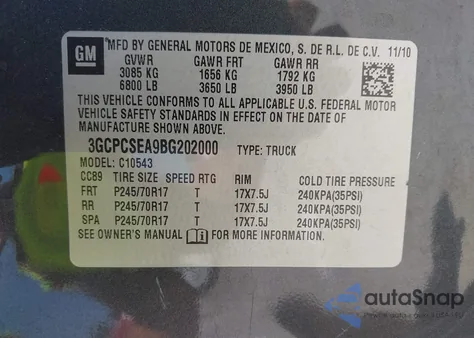 GM
MFD BY GENERAL MOTORS DE MEXICO, S. DE R.L. DE C.V. 11/10
GVWR GAWR FRT GAWR RR
3085 KG 1656 KG 1792 KG
6800 LB 3650 LB 3950 LB
THIS VEHICLE CONFORMS TO ALL APPLICABLE U.S. FEDERAL MOTOR
VEHICLE SAFETY STANDARDS IN EFFECT ON THE DATE OF
MANUFACTURE SHOWN ABOVE.
3GCPCSEA9BG202000 TYPE: TRUCK
MODEL: C10543
CC89 TIRE SIZE SPEED RTG RIM COLD TIRE PRESSURE
FRT P245/70R17 T 17X7.5J 240KPA(35PSI)
RR P245/70R17 T 17X7.5J 240KPA(35PSI)
SPA P245/70R17 T 17X7.5J 240KPA(35PSI)
SEE OWNER'S MANUAL FOR MORE INFORMATION.
autoSnap